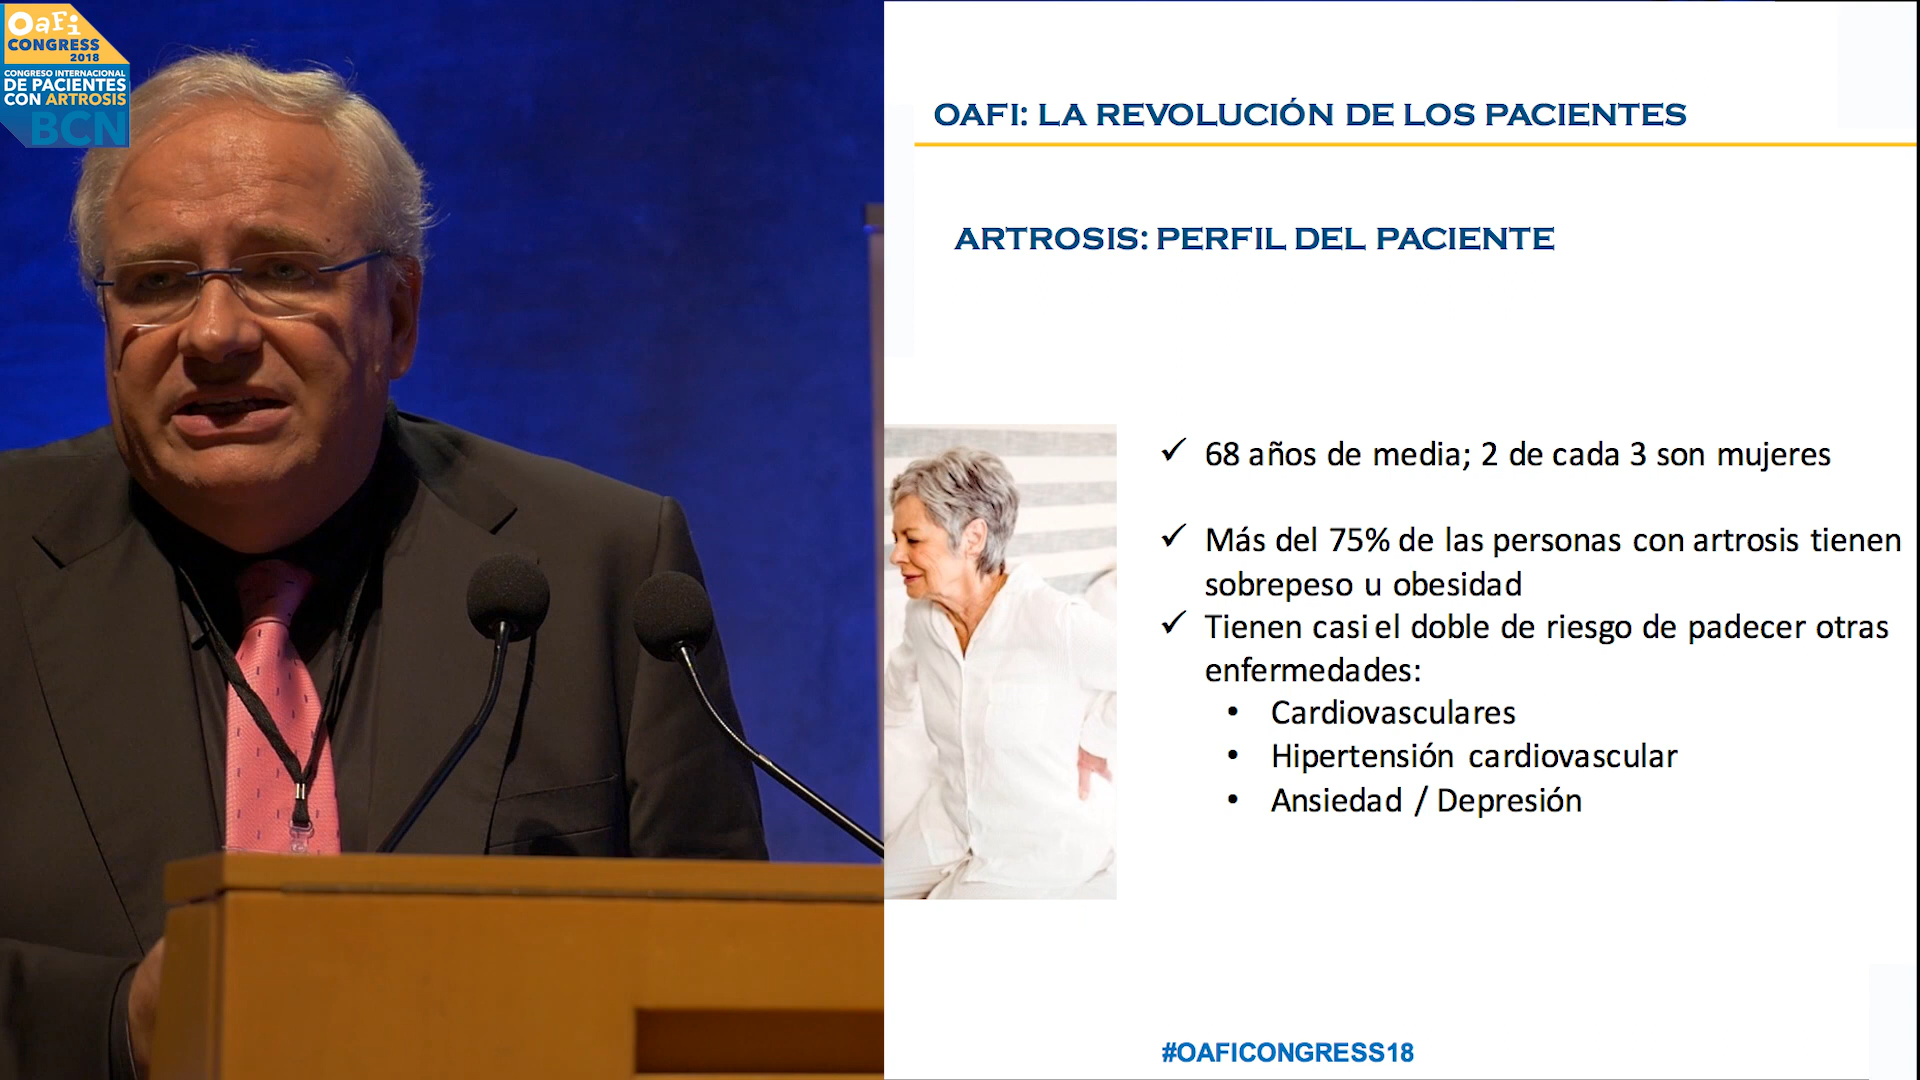 OaFi
CONGRESS
2018
CONGRESO INTERNACIONAL
DE PACIENTES
CON ARTROSIS
BCN
OAFI: LA REVOLUCIÓN DE LOS PACIENTES
ARTROSIS: PERFIL DEL PACIENTE
✓ 68 años de media; 2 de cada 3 son mujeres
✓ Más del 75% de las personas con artrosis tienen
sobrepeso u obesidad
✓ Tienen casi el doble de riesgo de padecer otras
enfermedades:
• Cardiovasculares
• Hipertensión cardiovascular
• Ansiedad / Depresión
#OAFICONGRESS18